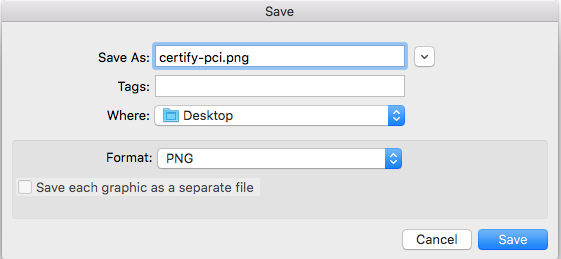 Save
Save As: certify-pci.png
Tags:
Where: Desktop
Format: PNG
Save each graphic as a separate file
Cancel Save